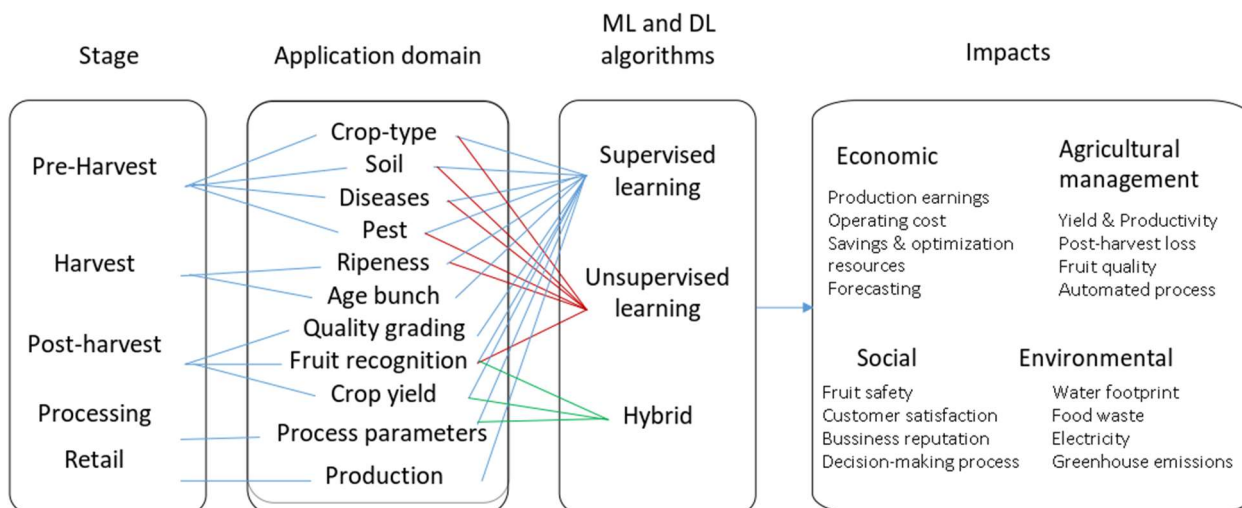 Stage
Application domain
ML and DL
algorithms
Impacts
Pre-Harvest
Harvest
Post-harvest
Processing
Retail
Crop-type
Soil
Diseases
Pest
Ripeness
Age bunch
Quality grading
Fruit recognition
Crop yield
Process parameters
Production
Supervised
learning
Unsupervised
learning
Hybrid
Economic
Production earnings
Operating cost
Savings & optimization
resources
Forecasting
Agricultural
management
Yield & Productivity
Post-harvest loss
Fruit quality
Automated process
Social
Fruit safety
Customer satisfaction
Bussiness reputation
Decision-making process
Environmental
Water footprint
Food waste
Electricity
Greenhouse emissions